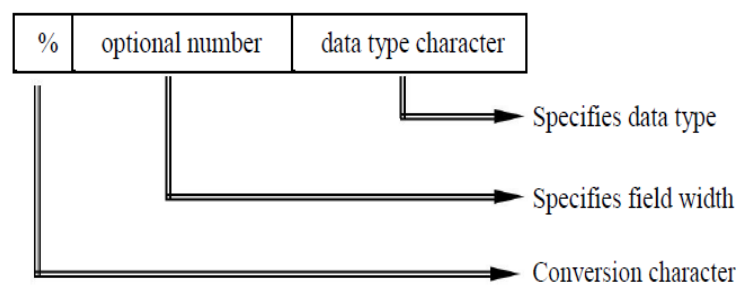 % optional number data type character
Specifies data type
Specifies field width
Conversion character